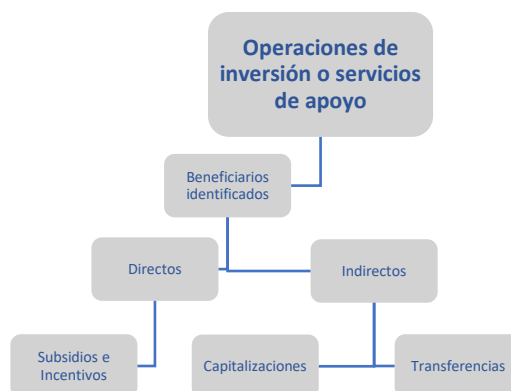 Operaciones de
inversión o servicios
de apoyo
Beneficiarios
identificados
Directos
Indirectos
Subsidios e
Incentivos
Capitalizaciones
Transferencias